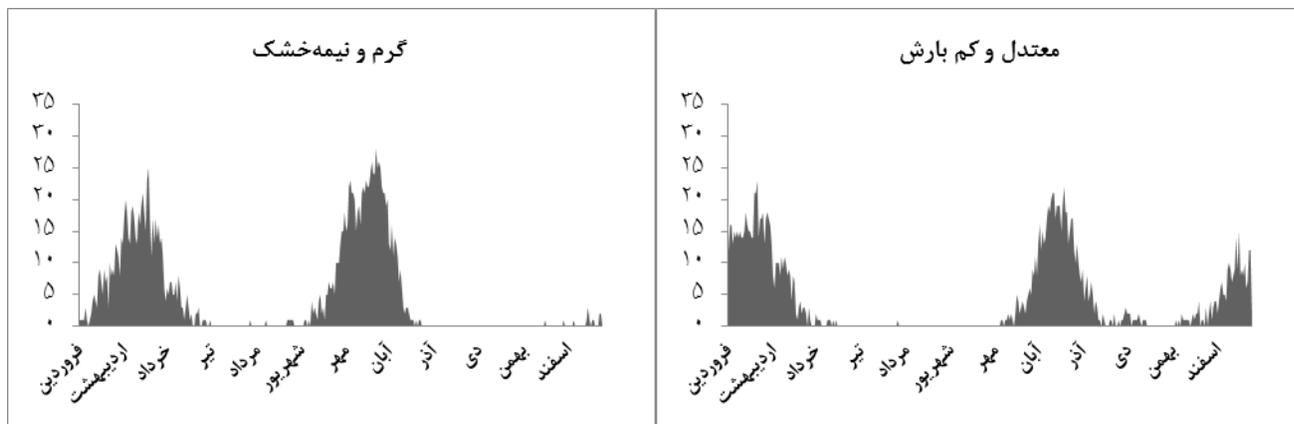 معتدل و کم بارش
۳۵
۳۰
۲۵
۲۰
۱۵
۱۰
۵
۰
فروردین
اردیبهشت
خرداد
تیر
مرداد
شهریور
مهر
آبان
آذر
دی
بهمن
اسفند
گرم و نیمه‌خشک
۳۵
۳۰
۲۵
۲۰
۱۵
۱۰
۵
۰
فروردین
اردیبهشت
خرداد
تیر
مرداد
شهریور
مهر
آبان
آذر
دی
بهمن
اسفند